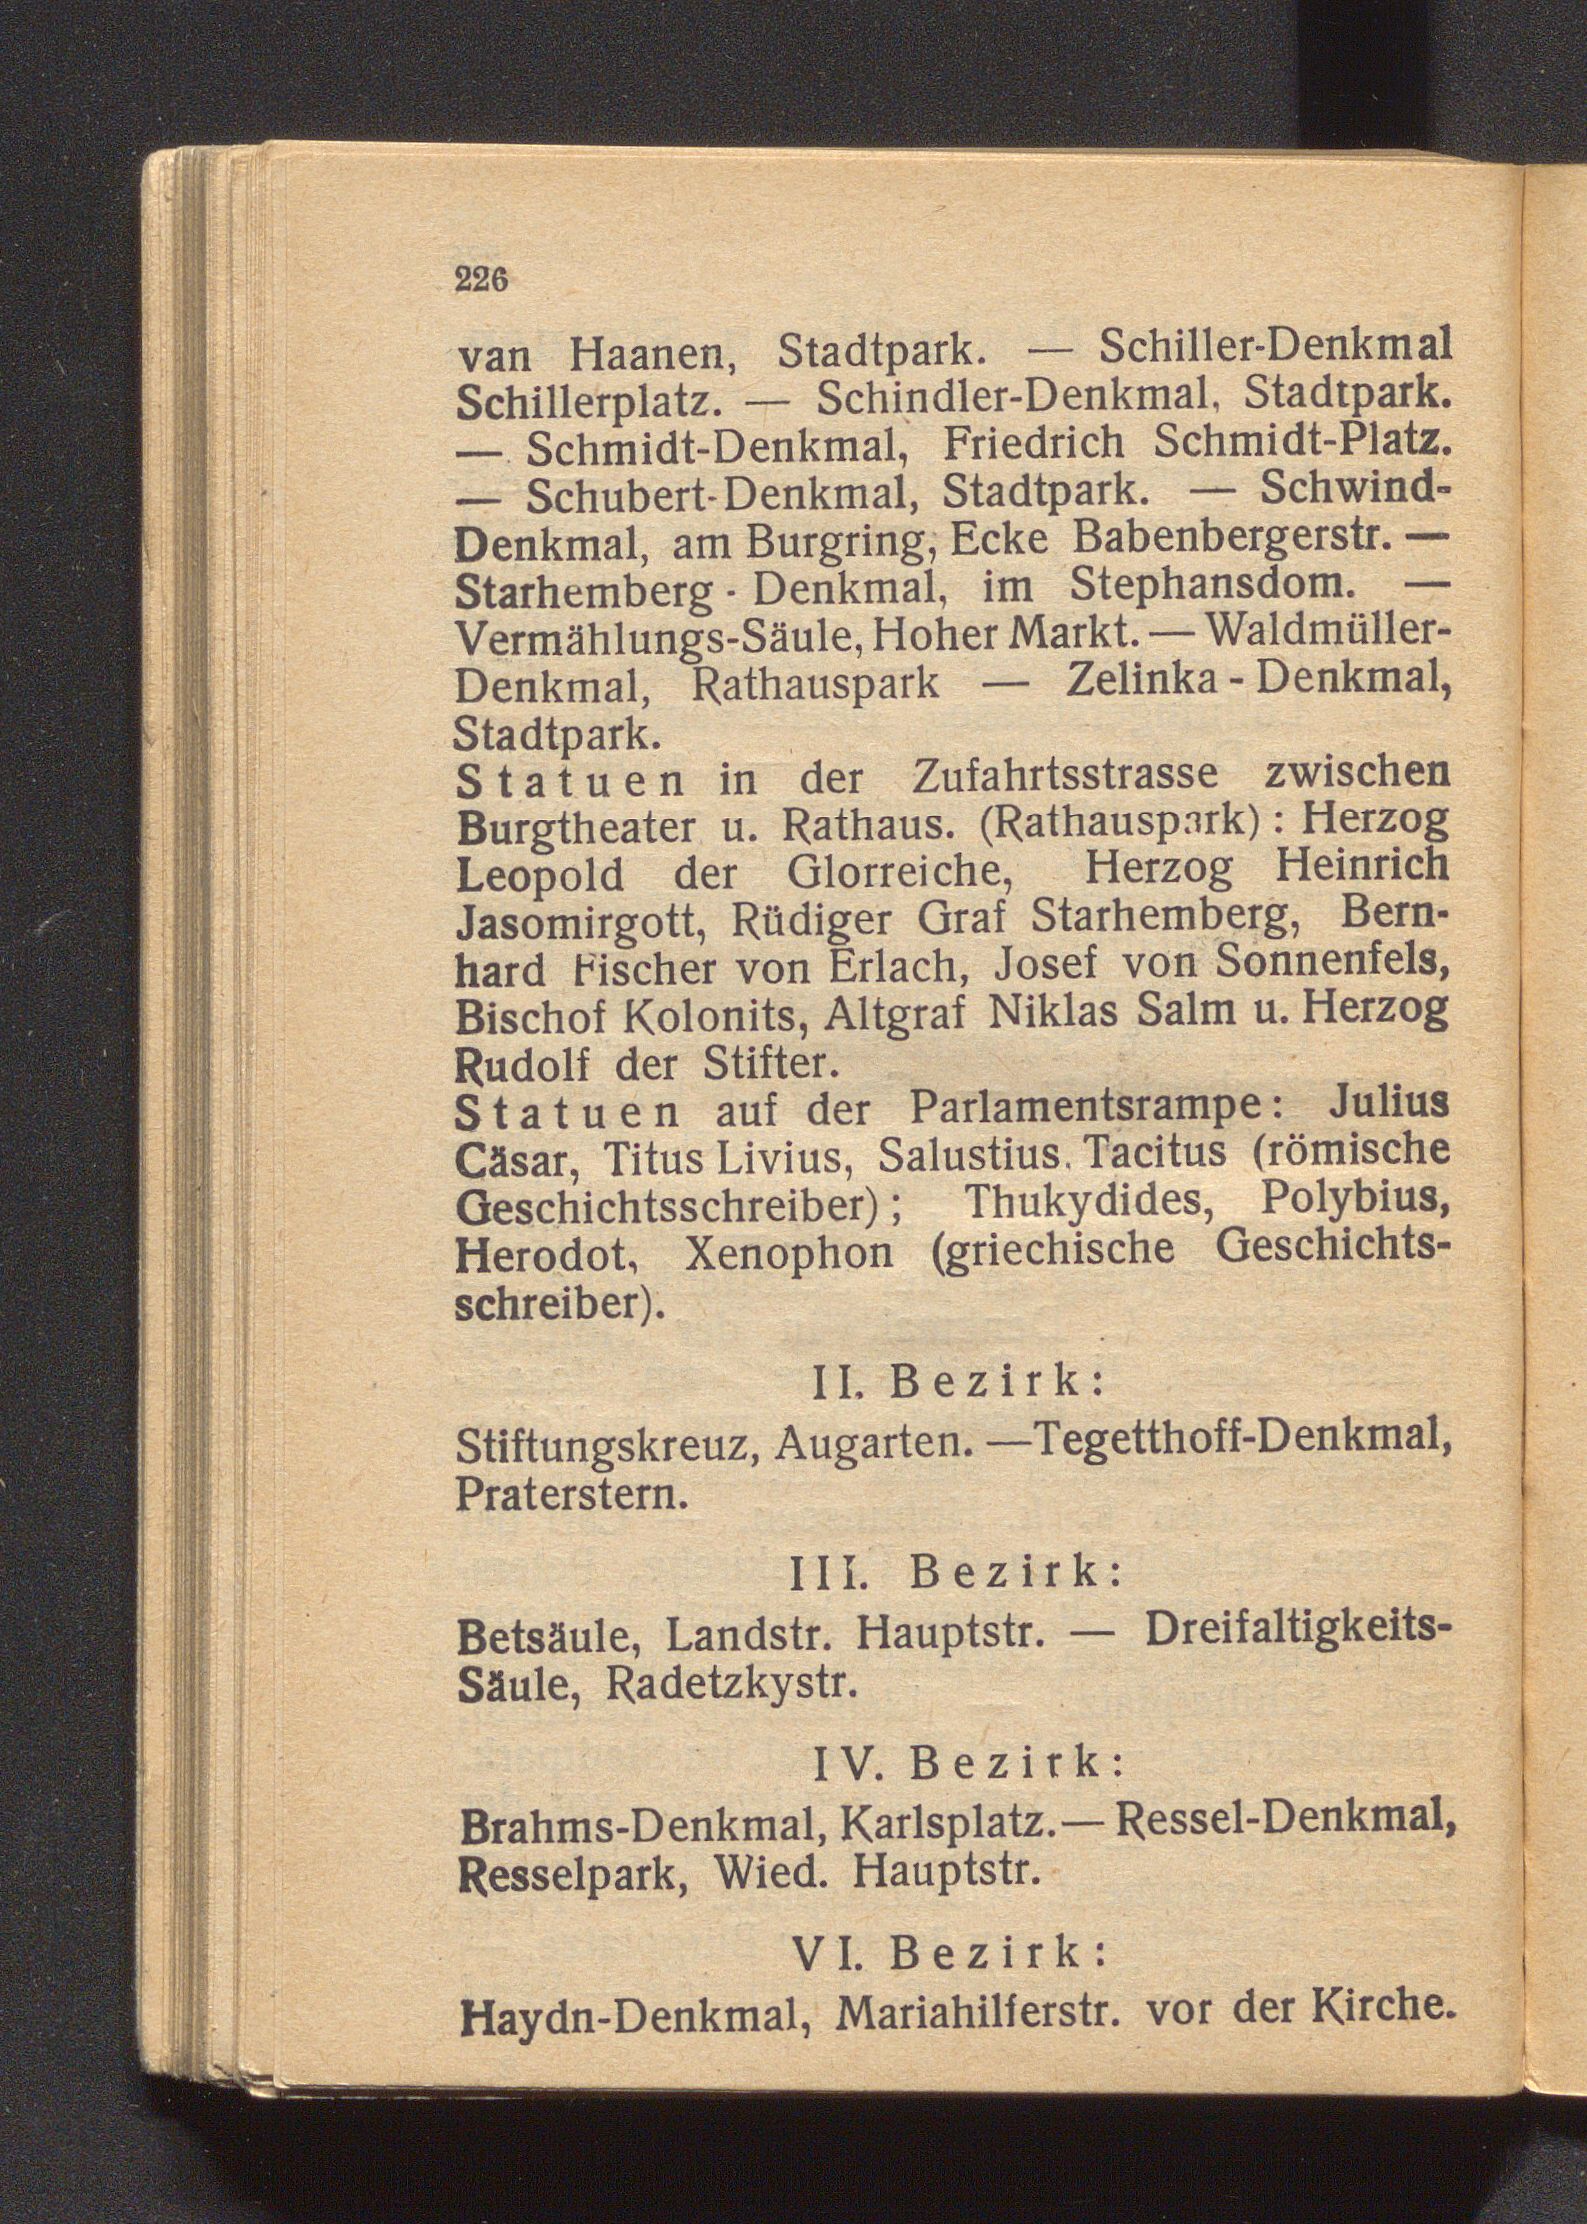 226
van Haanen, Stadtpark. — Schiller-Denkmal
Schillerplatz. — Schindler-Denkmal, Stadtpark.
— Schmidt-Denkmal, Friedrich Schmidt-Platz.
— Schubert-Denkmal, Stadtpark. — Schwind-
Denkmal, am Burgring, Ecke Babenbergerstr. —
Starhemberg - Denkmal, im Stephansdom. —
Vermählungs-Säule, Hoher Markt. — Waldmüller-
Denkmal, Rathauspark — Zelinka - Denkmal,
Stadtpark.
Statuen in der Zufahrtsstrasse zwischen
Burgtheater u. Rathaus. (Rathauspark) : Herzog
Leopold der Glorreiche, Herzog Heinrich
Jasomirgott, Rüdiger Graf Starhemberg, Bern-
hard Fischer von Erlach, Josef von Sonnenfels,
Bischof Kolonits, Altgraf Niklas Salm u. Herzog
Rudolf der Stifter.
Statuen auf der Parlamentsrampe: Julius
Cäsar, Titus Livius, Salustius. Tacitus (römische
Geschichtsschreiber) ; Thukydides, Polybius,
Herodot, Xenophon (griechische Geschichts-
schreiber).
II. Bezirk:
Stiftungskreuz, Augarten. —Tegetthoff-Denkmal,
Praterstern.
III. Bezirk:
Betsäule, Landstr. Hauptstr. — Dreifaltigkeits-
Säule, Radetzkystr.
IV. Bezirk:
Brahms-Denkmal, Karlsplatz.— Ressel-Denkmal,
Resselpark, Wied. Hauptstr.
VI. Bezirk:
Haydn-Denkmal, Mariahilferstr. vor der Kirche.